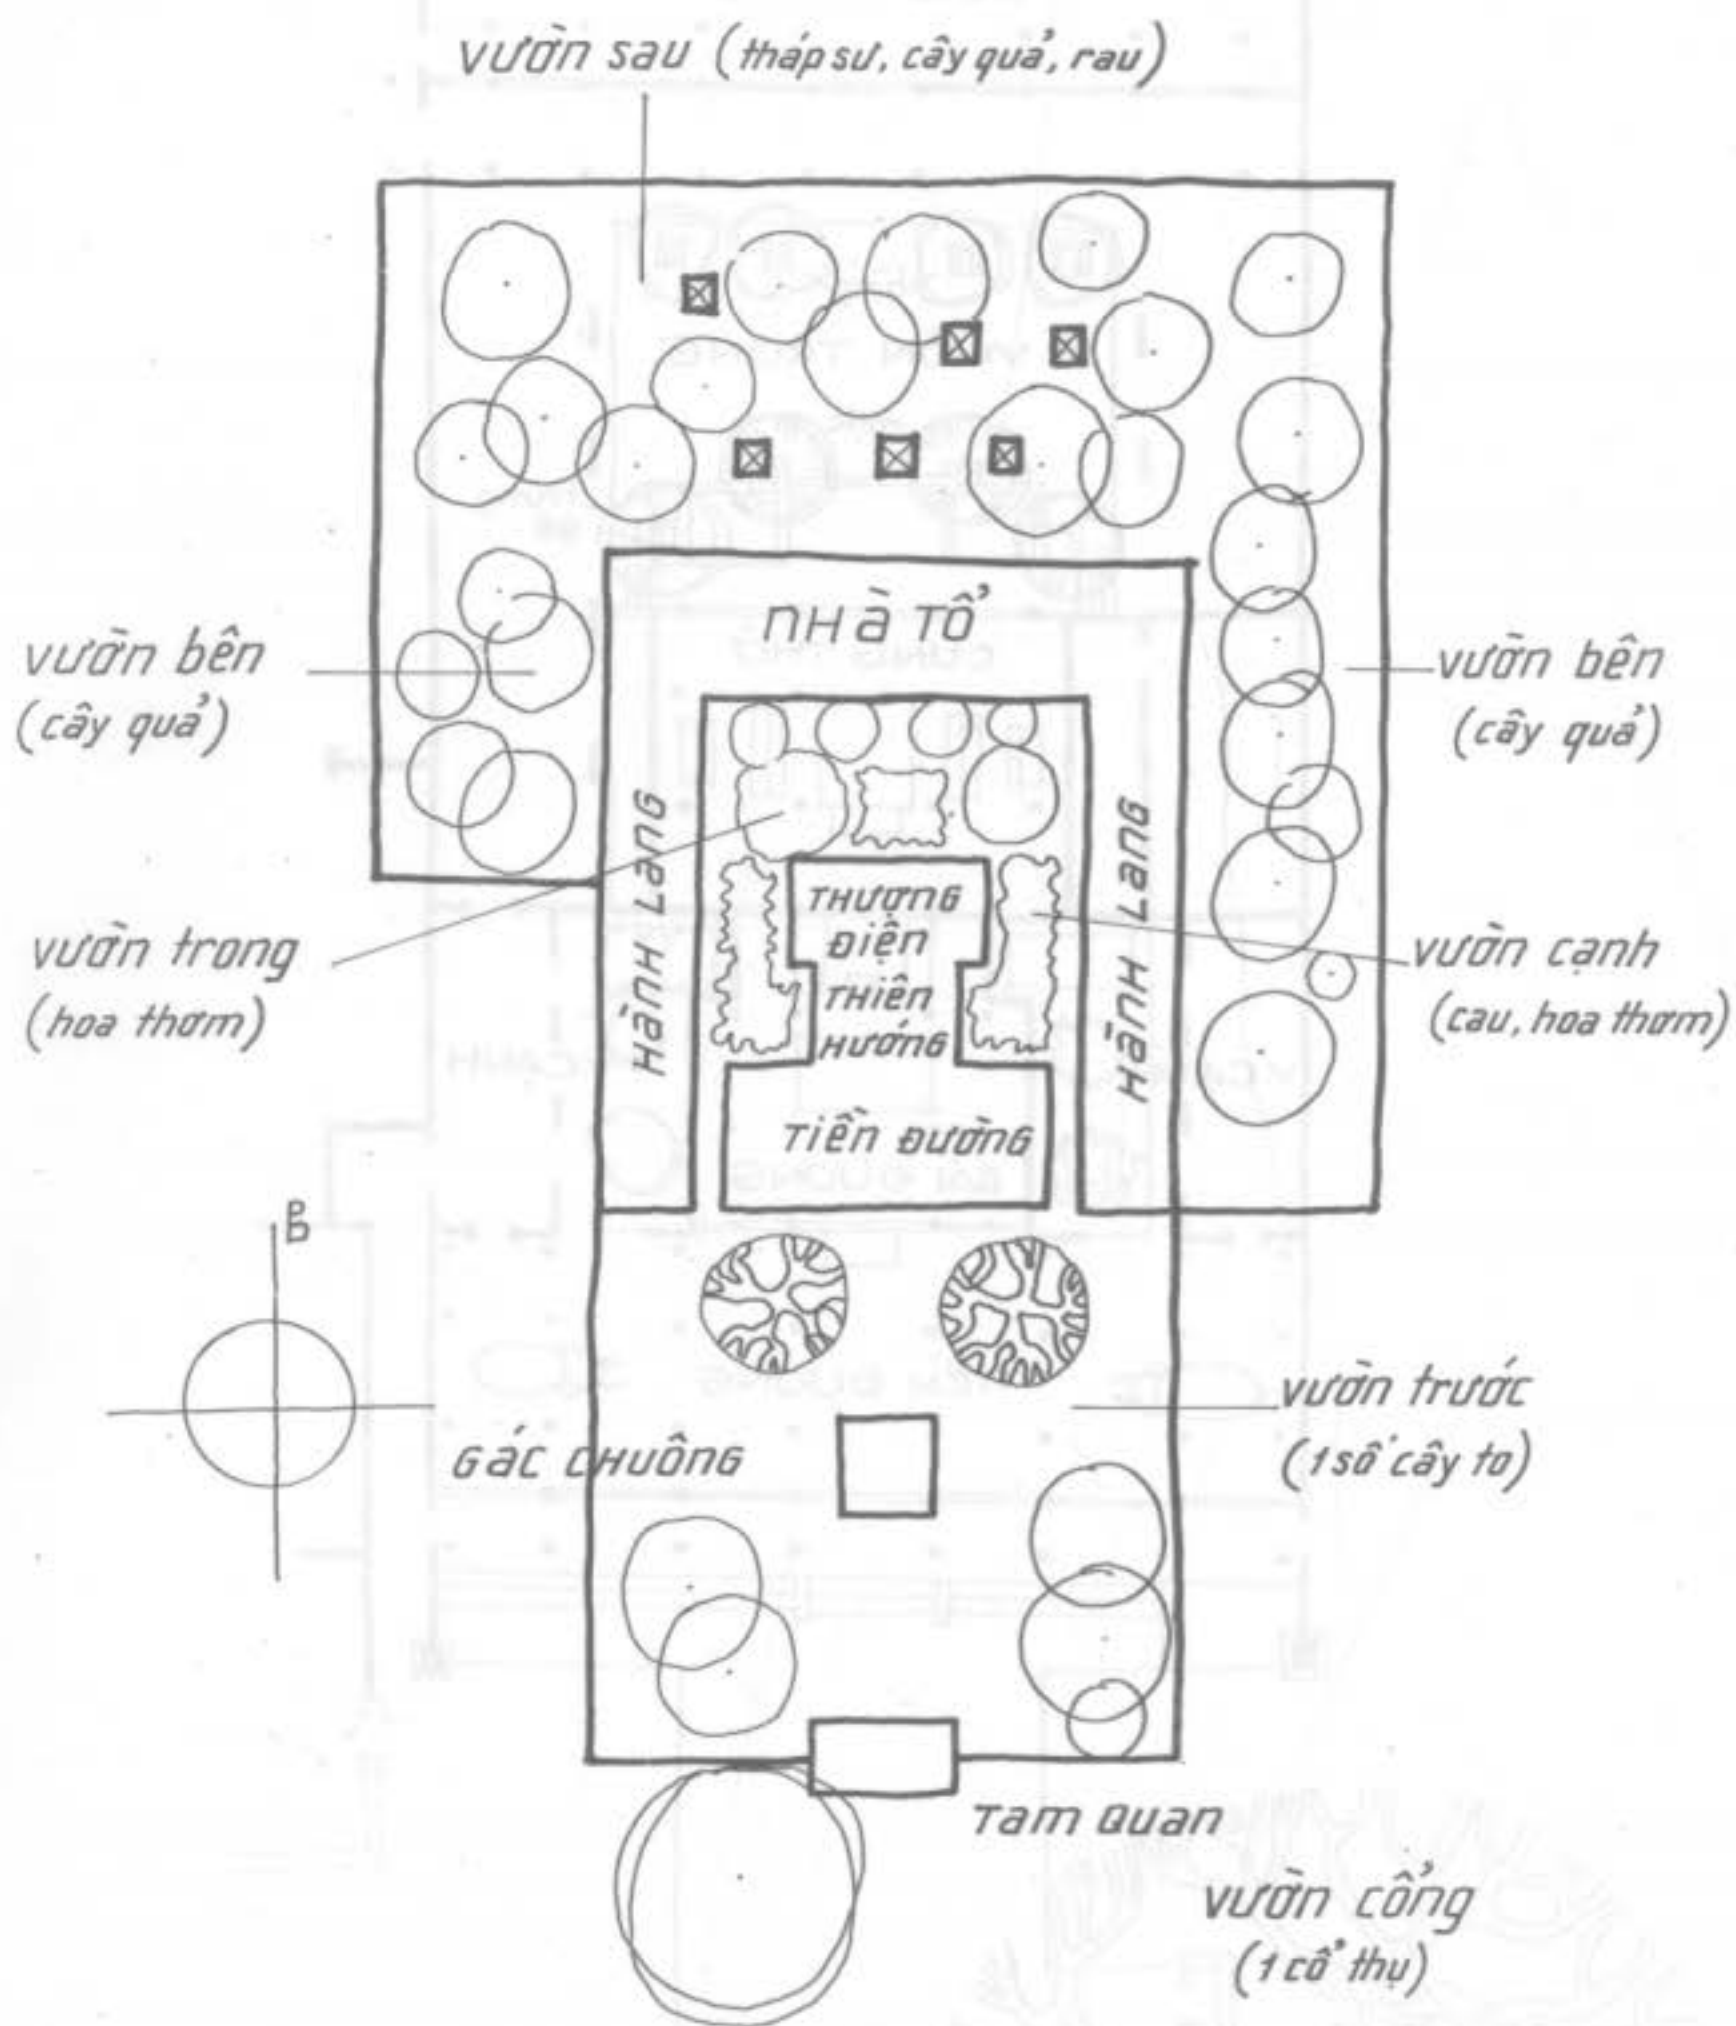 vườn sau (tháp sư, cây quả, rau)
NHÀ TỔ
vườn bên
(cây quả)
vườn bên
(cây quả)
HÀNH LANG
HÀNH LANG
THƯỢNG
ĐIỆN
vườn trong
(hoa thơm)
vườn cạnh
(cau, hoa thơm)
THIÊN
HƯƠNG
TIỀN ĐƯỜNG
B
GÁC CHUÔNG
vườn trước
(1 số cây to)
TAM QUAN
vườn cổng
(1 cổ thụ)